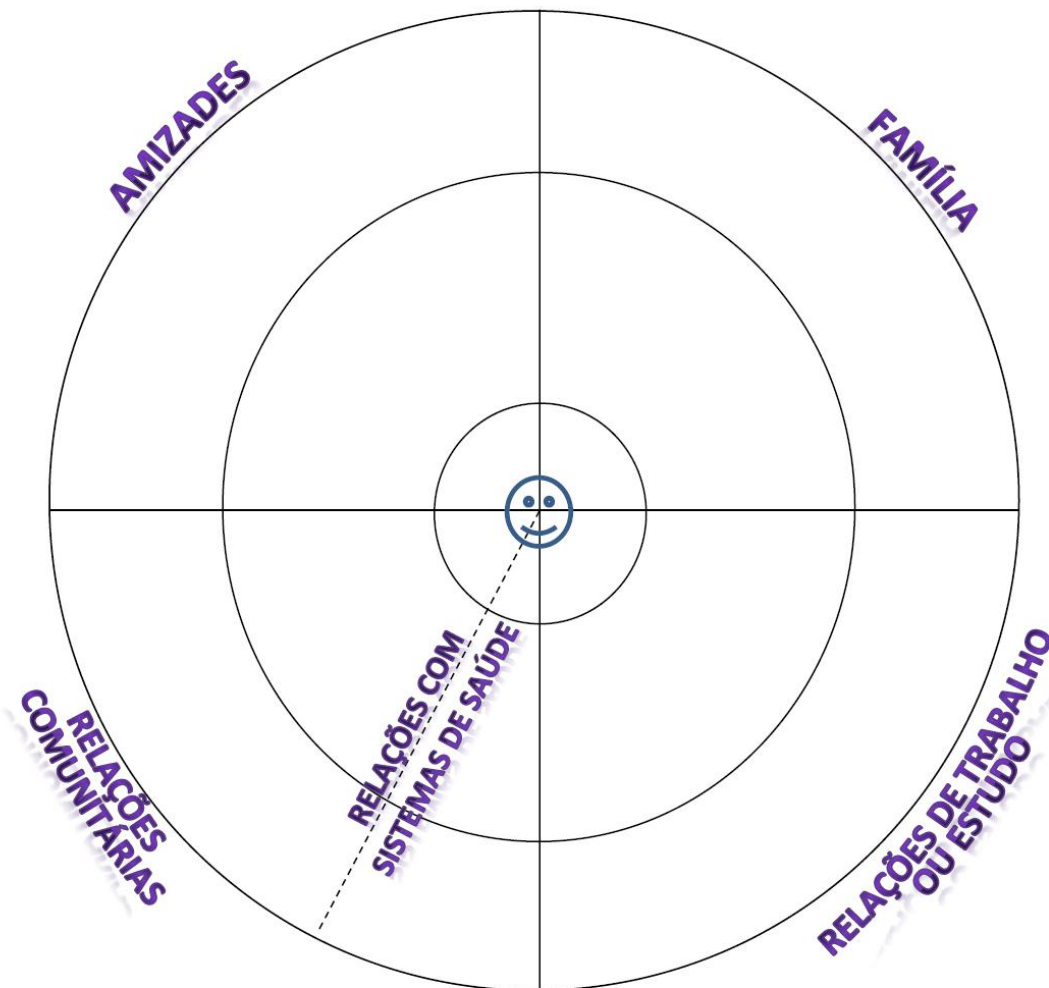 AMIZADES
FAMÍLIA
RELAÇÕES COM
SISTEMAS DE SAÚDE
RELAÇÕES
COMUNITÁRIAS
RELAÇÕES DE TRABALHO
OU ESTUDO